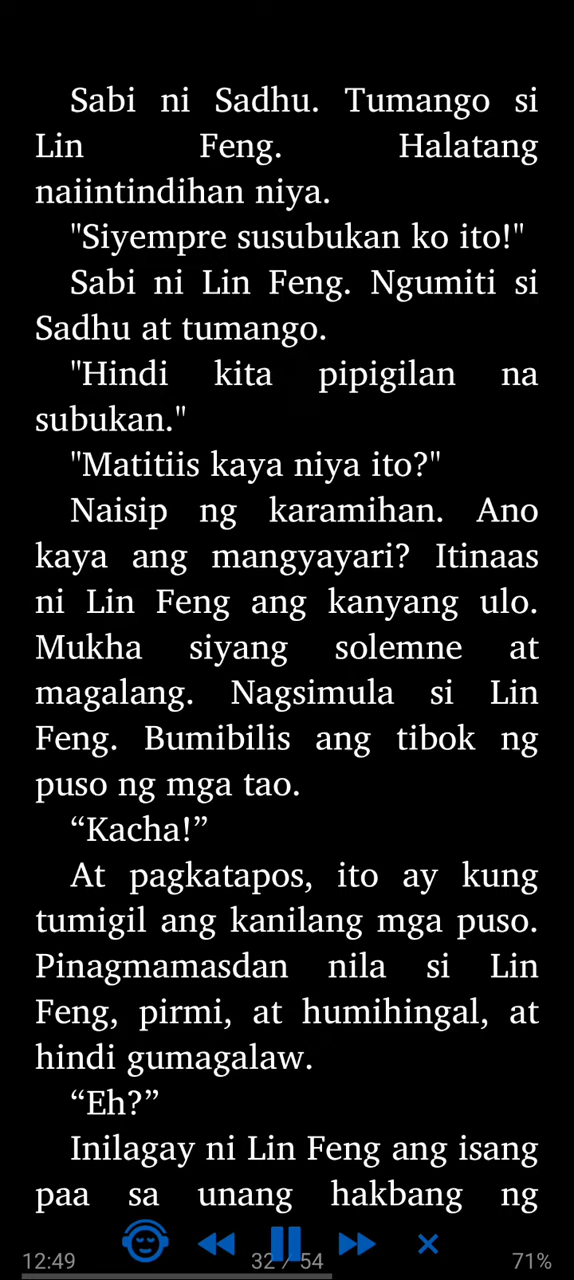 Sabi ni Sadhu. Tumango si
Lin Feng. Halatang
naiintindihan niya.
"Siyempre susubukan ko ito!"
Sabi ni Lin Feng. Ngumiti si
Sadhu at tumango.
"Hindi kita pipigilan na
subukan."
"Matitiis kaya niya ito?"
Naisip ng karamihan. Ano
kaya ang mangyayari? Itinaas
ni Lin Feng ang kanyang ulo.
Mukha siyang solemne at
magalang. Nagsimula si Lin
Feng. Bumibilis ang tibok ng
puso ng mga tao.
“Kacha!”
At pagkatapos, ito ay kung
tumigil ang kanilang mga puso.
Pinagmamasdan nila si Lin
Feng, pirmi, at humihingal, at
hindi gumagalaw.
“Eh?”
Inilagay ni Lin Feng ang isang
paa sa unang hakbang ng
12:49 32 / 54 71%